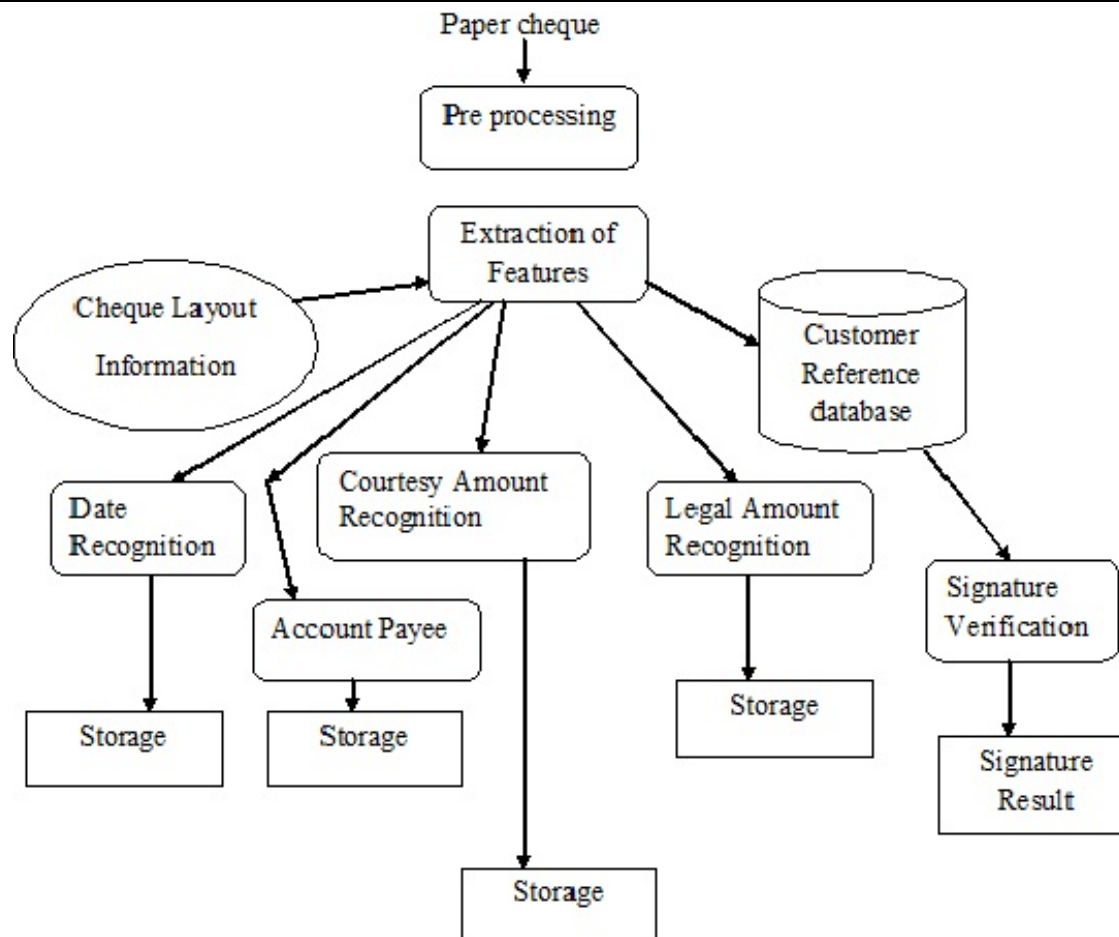 Paper cheque
Pre processing
Extraction of
Features
Cheque Layout
Information
Customer
Reference
database
Date
Recognition
Courtesy Amount
Recognition
Legal Amount
Recognition
Account Payee
Signature
Verification
Storage
Storage
Storage
Signature
Result
Storage